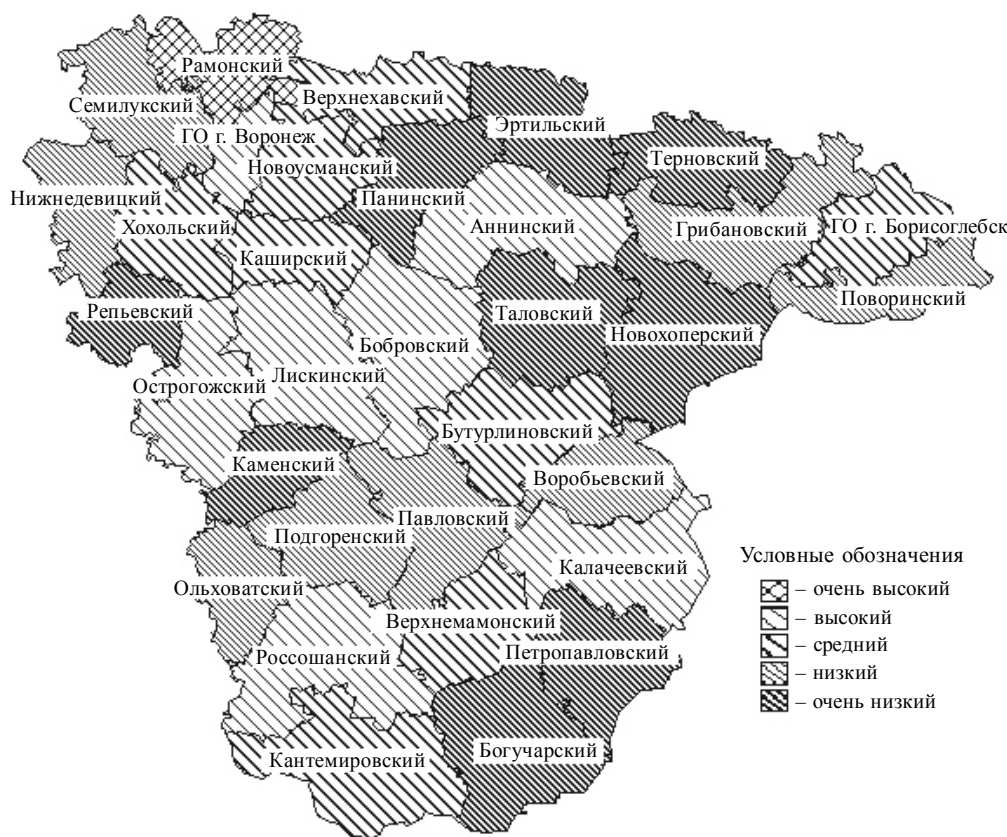 Рамонский
Верхнехавский
Семилукский
Эртильский
ГО г. Воронеж
Терновский
Новоусманский
Нижнедевицкий
Панинский
Хохольский
Аннинский
Грибановский
ГО г. Борисоглебск
Каширский
Поворинский
Репьевский
Таловский
Новохоперский
Бобровский
Острогожский
Лискинский
Бутурлиновский
Каменский
Воробьевский
Павловский
Подгоренский
Калачеевский
Ольховатский
Верхнемамонский
Петропавловский
Россошанский
Богучарский
Кантемировский
Условные обозначения
– очень высокий
– высокий
– средний
– низкий
– очень низкий